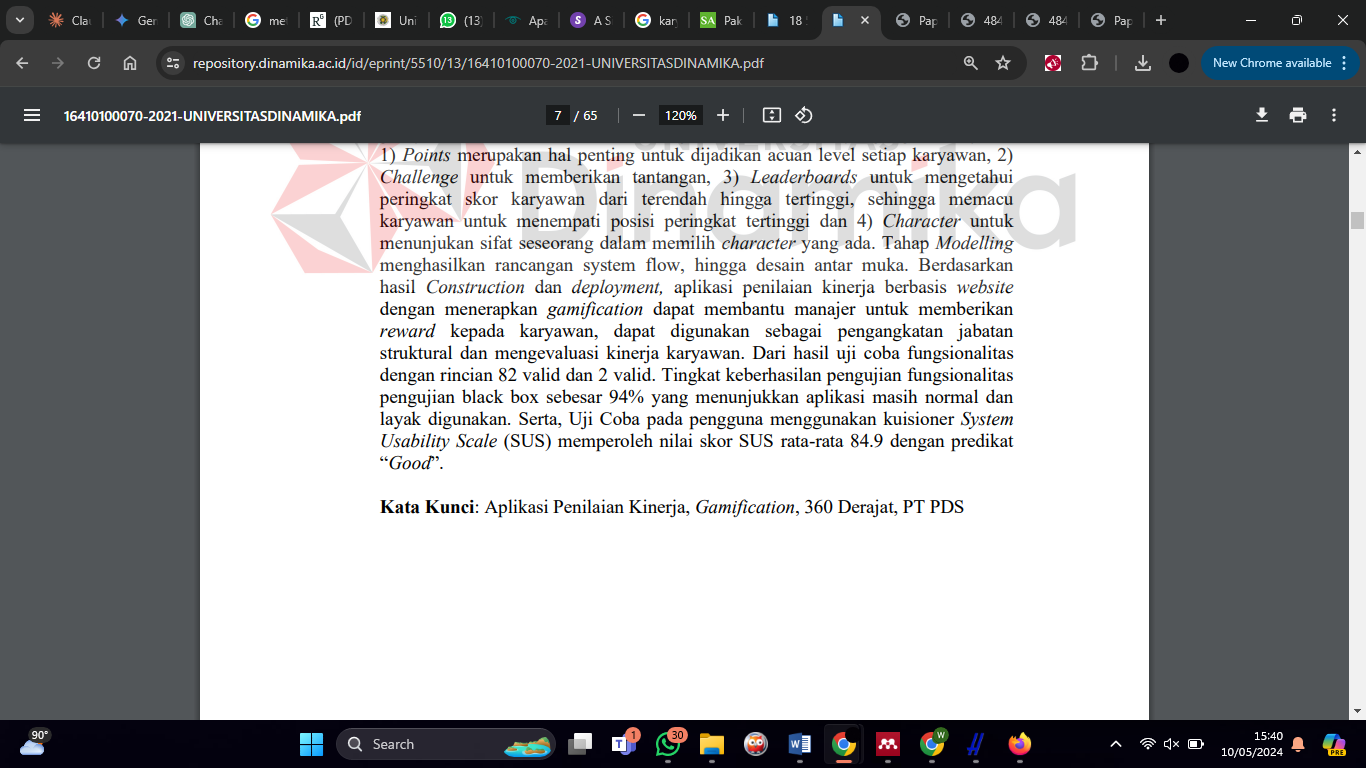 Cla
Ger
Cha
met
(PD
Uni
(13)
Apa
A S
kary
Pak
18
Pap
484
484
Pap
repository.dinamika.ac.id/id/eprint/5510/13/16410100070-2021-UNIVERSITASDINAMIKA.pdf
New Chrome available
16410100070-2021-UNIVERSITASDINAMIKA.pdf
7 / 65
120%
Dinamika
1) Points merupakan hal penting untuk dijadikan acuan level setiap karyawan, 2)
Challenge untuk memberikan tantangan, 3) Leaderboards untuk mengetahui
peringkat skor karyawan dari terendah hingga tertinggi, sehingga memacu
karyawan untuk menempati posisi peringkat tertinggi dan 4) Character untuk
menunjukan sifat seseorang dalam memilih character yang ada. Tahap Modelling
menghasilkan rancangan system flow, hingga desain antar muka. Berdasarkan
hasil Construction dan deployment, aplikasi penilaian kinerja berbasis website
dengan menerapkan gamification dapat membantu manajer untuk memberikan
reward kepada karyawan, dapat digunakan sebagai pengangkatan jabatan
struktural dan mengevaluasi kinerja karyawan. Dari hasil uji coba fungsionalitas
dengan rincian 82 valid dan 2 valid. Tingkat keberhasilan pengujian fungsionalitas
pengujian black box sebesar 94% yang menunjukkan aplikasi masih normal dan
layak digunakan. Serta, Uji Coba pada pengguna menggunakan kuisioner System
Usability Scale (SUS) memperoleh nilai skor SUS rata-rata 84.9 dengan predikat
“Good”.
Kata Kunci: Aplikasi Penilaian Kinerja, Gamification, 360 Derajat, PT PDS
90°
Search
1
30
W
15:40
10/05/2024
PRE